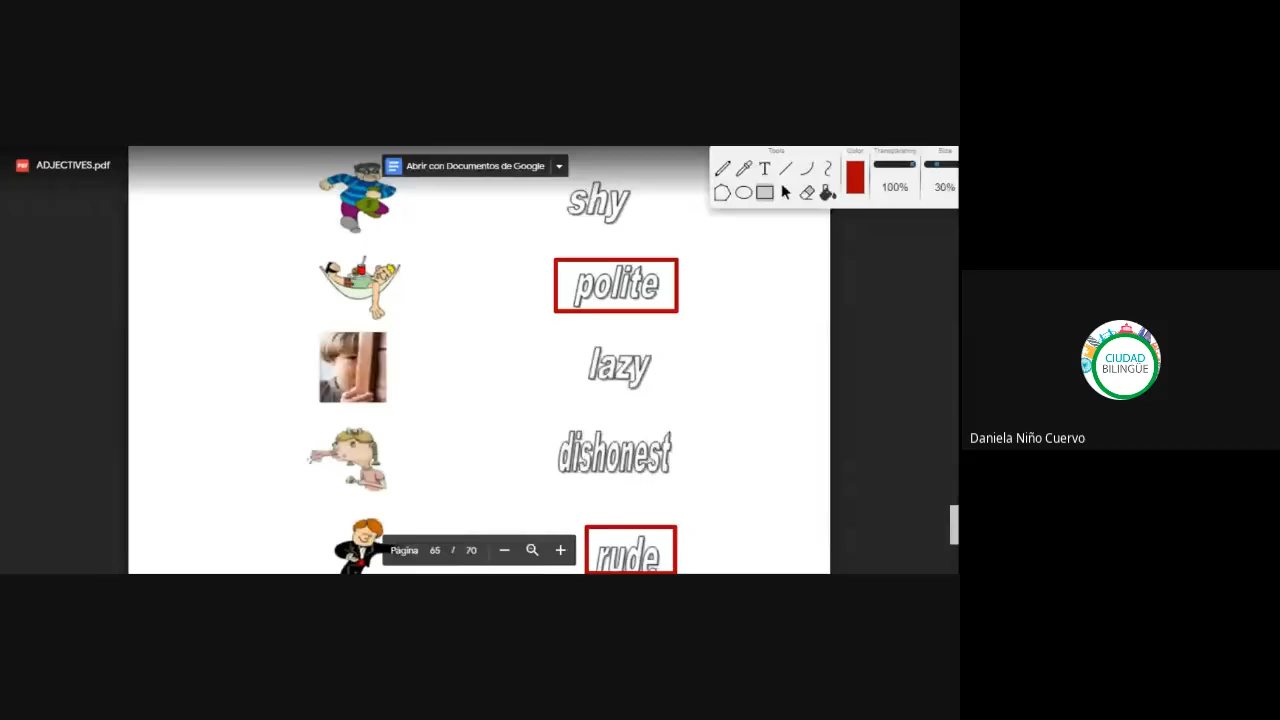 Tools
Color
Transparency
Size
ADJECTIVES.pdf
Abrir con Documentos de Google
100%
30%
shy
polite
lazy
CIUDAD
BILINGÜE
Daniela Niño Cuervo
dishonest
Página 65 / 70
rude